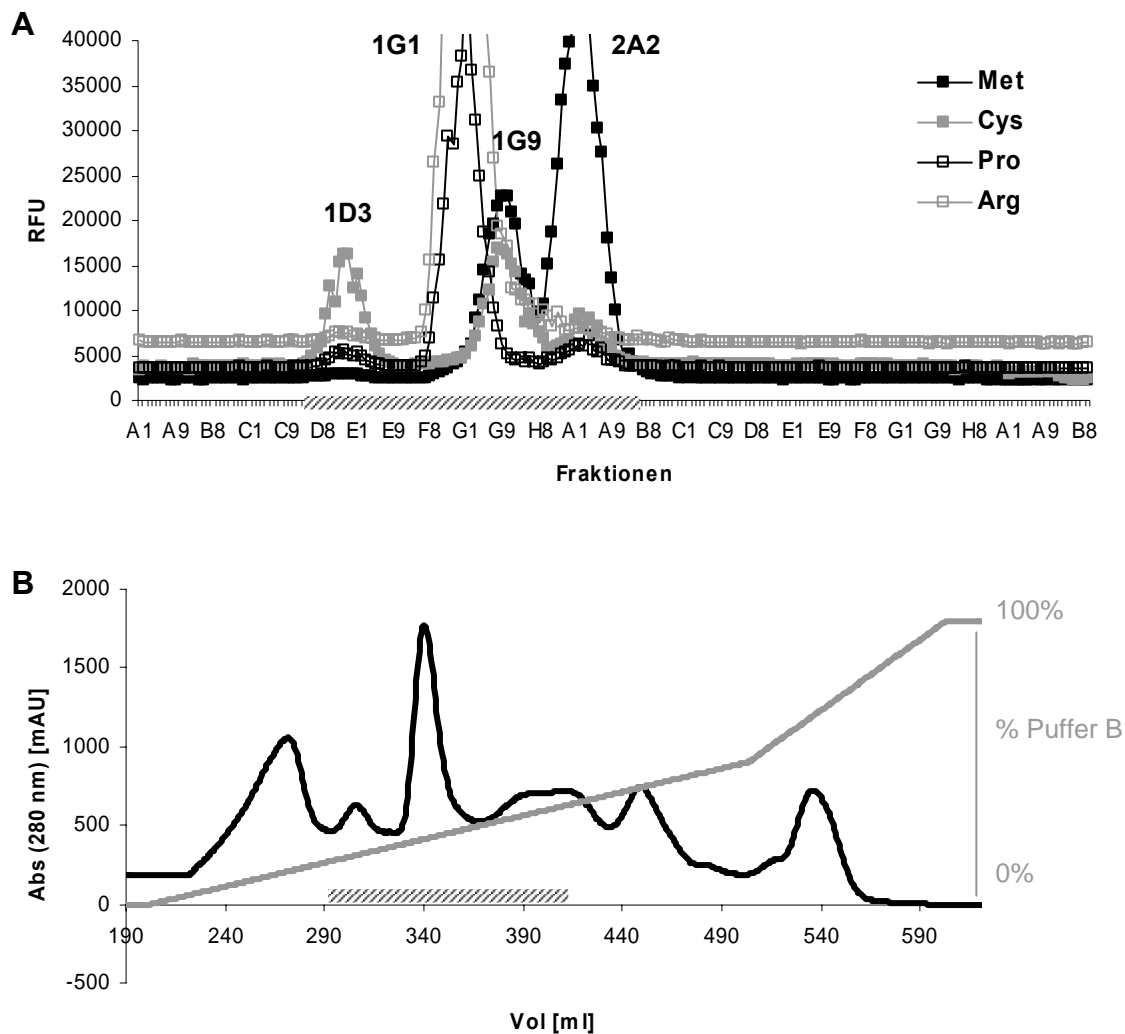 A
1G1
2A2
1G9
1D3
40000
35000
30000
25000
20000
15000
10000
5000
0
RFU
Met
Cys
Pro
Arg
A1 A9 B8 C1 C9 D8 E1 E9 F8 G1 G9 H8 A1 A9 B8 C1 C9 D8 E1 E9 F8 G1 G9 H8 A1 A9 B8
Fraktionen
B
2000
1500
1000
500
0
-500
Abs (280 nm) [mAU]
100%
% Puffer B
0%
190 240 290 340 390 440 490 540 590
Vol [ml]